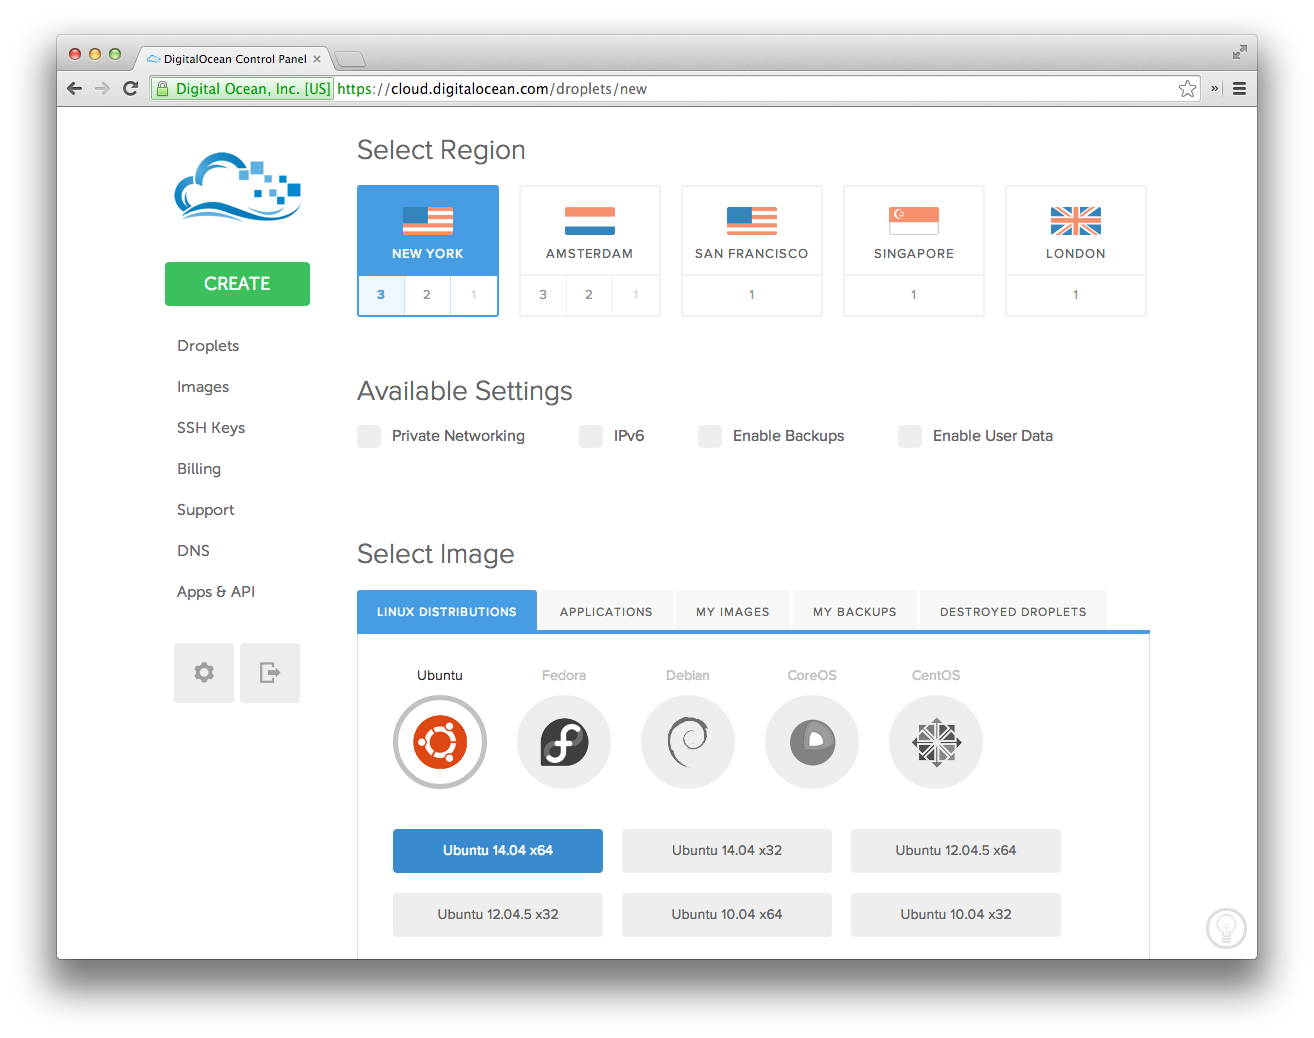 DigitalOcean Control Panel
Digital Ocean, Inc. [US] https://cloud.digitalocean.com/droplets/new
CREATE
Droplets
Images
SSH Keys
Billing
Support
DNS
Apps & API
Select Region
NEW YORK AMSTERDAM SAN FRANCISCO SINGAPORE LONDON
3 2 1 3 2 1 1 1 1
Available Settings
Private Networking IPv6 Enable Backups Enable User Data
Select Image
LINUX DISTRIBUTIONS APPLICATIONS MY IMAGES MY BACKUPS DESTROYED DROPLETS
Ubuntu Fedora Debian CoreOS CentOS
Ubuntu 14.04 x64 Ubuntu 14.04 x32 Ubuntu 12.04.5 x64
Ubuntu 12.04.5 x32 Ubuntu 10.04 x64 Ubuntu 10.04 x32